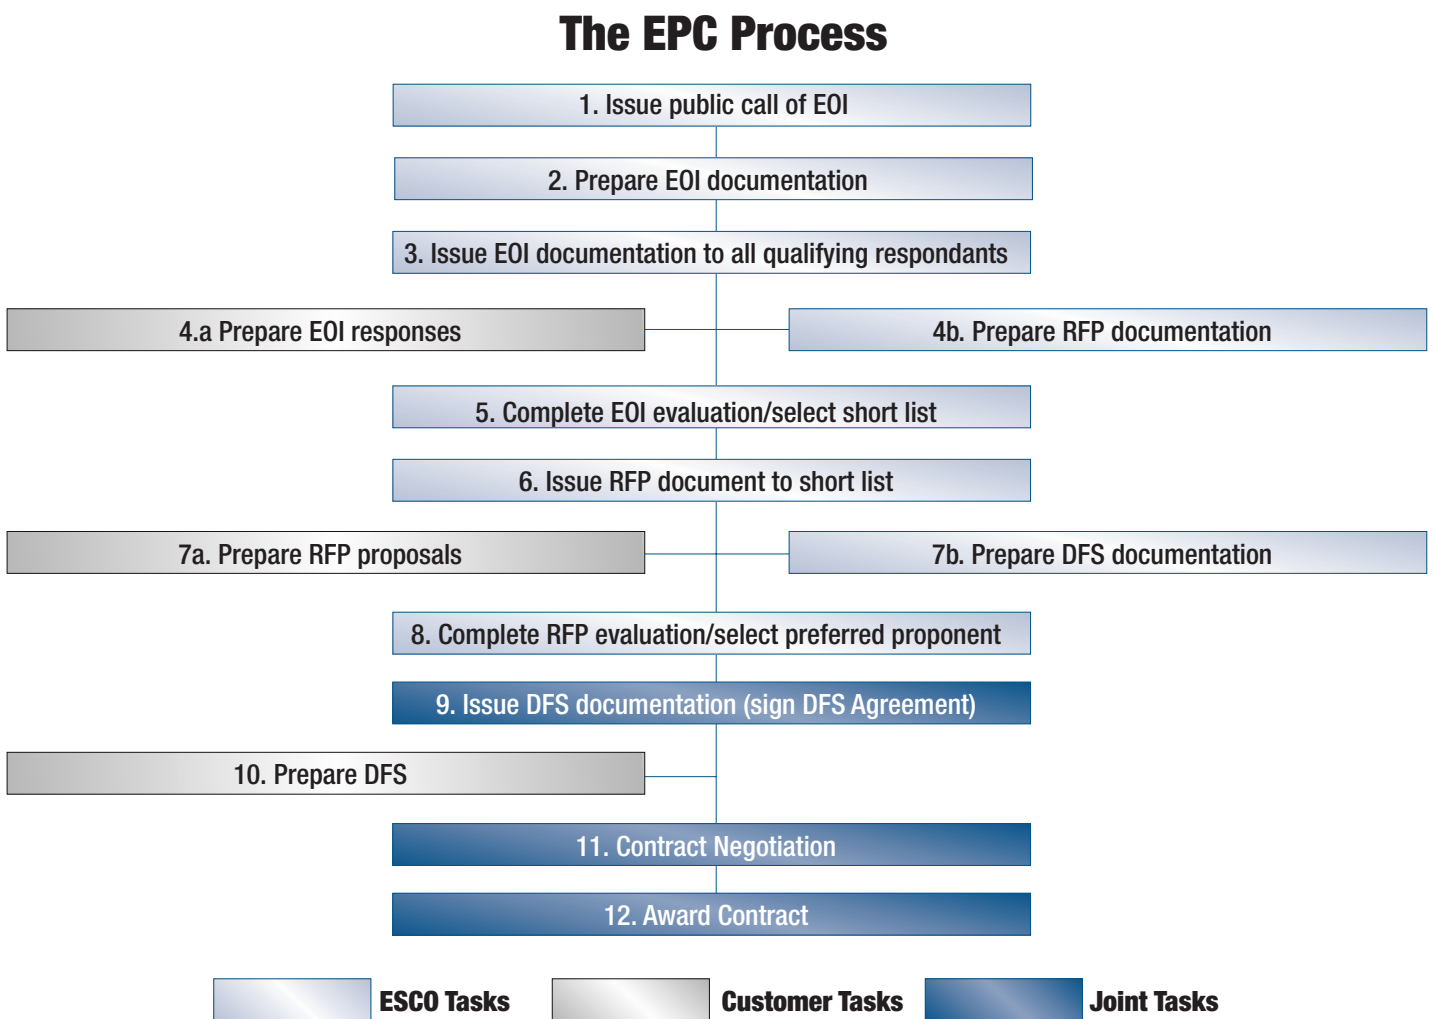 The EPC Process
1. Issue public call of EOI
2. Prepare EOI documentation
3. Issue EOI documentation to all qualifying respondants
4.a Prepare EOI responses
4b. Prepare RFP documentation
5. Complete EOI evaluation/select short list
6. Issue RFP document to short list
7a. Prepare RFP proposals
7b. Prepare DFS documentation
8. Complete RFP evaluation/select preferred proponent
9. Issue DFS documentation (sign DFS Agreement)
10. Prepare DFS
11. Contract Negotiation
12. Award Contract
ESCO Tasks
Customer Tasks
Joint Tasks